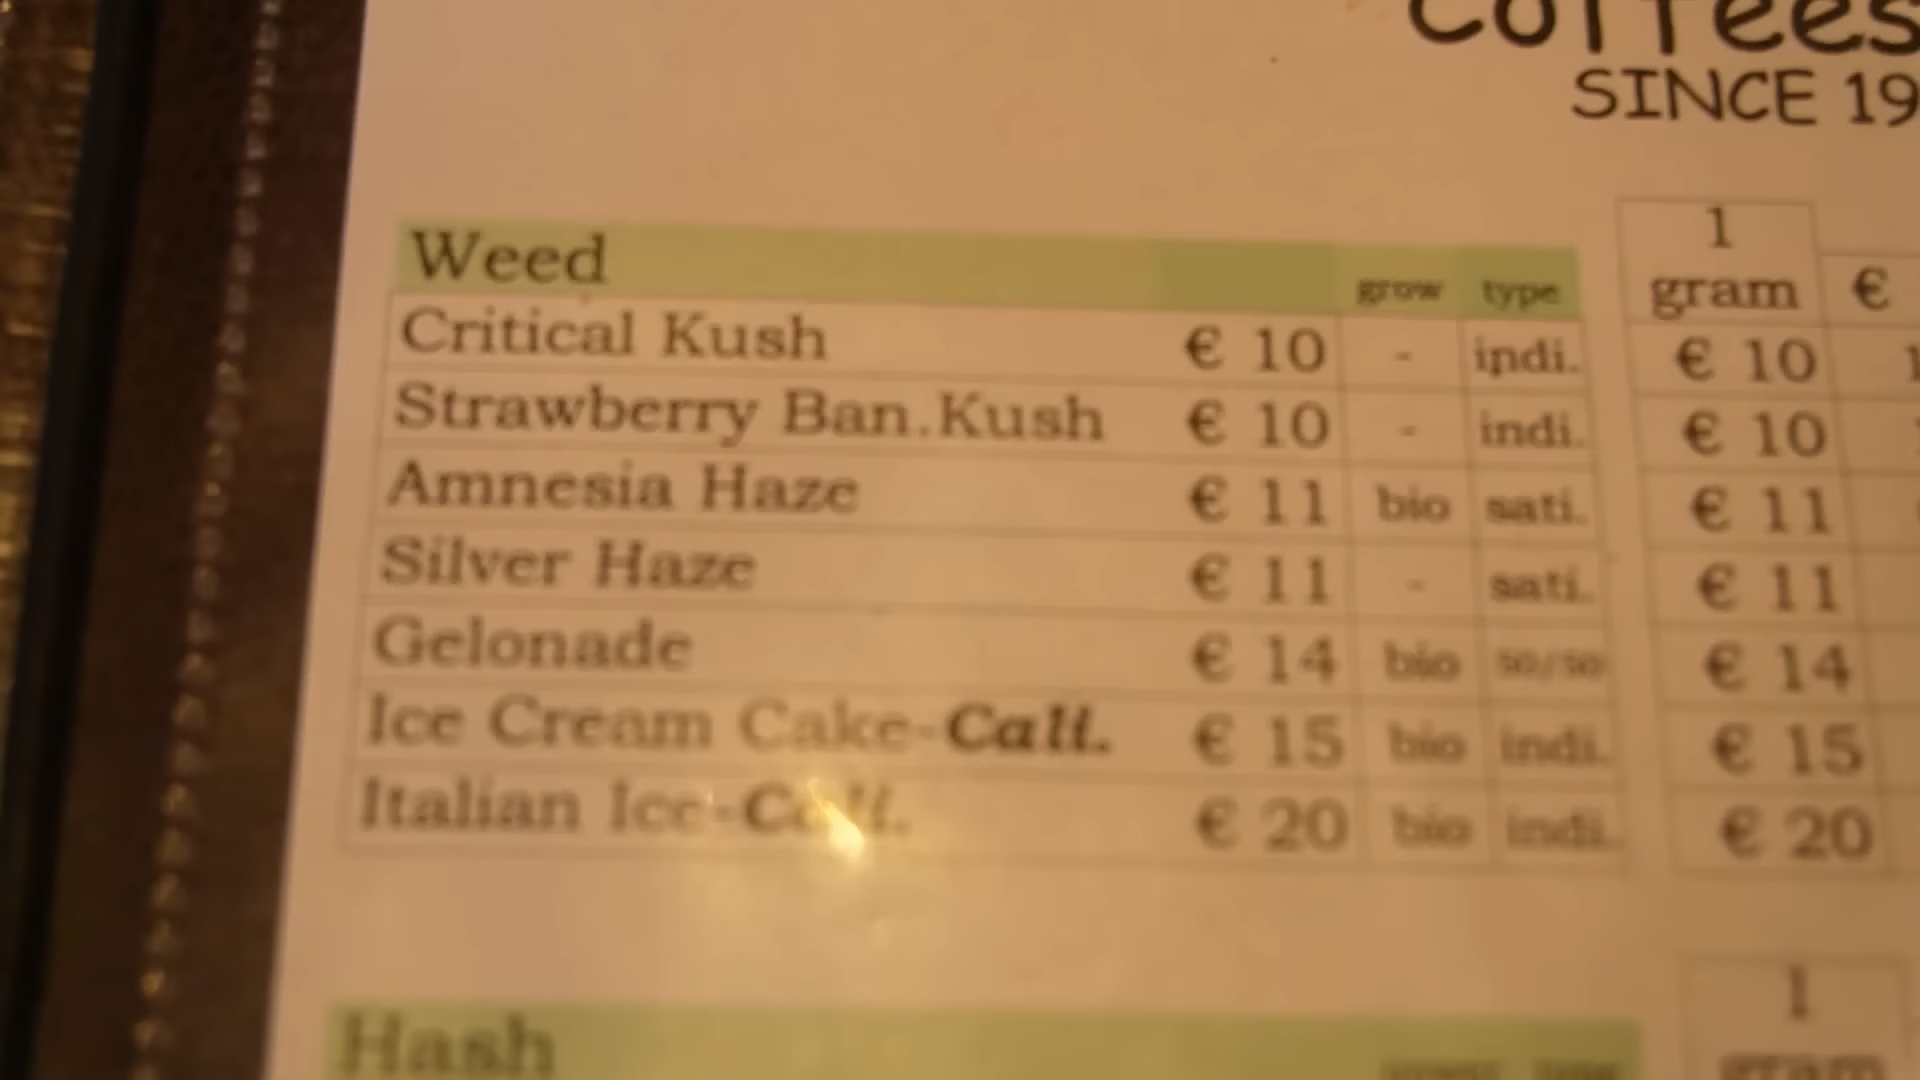 Coffees
SINCE 19
Weed grow type
1
gram €
Critical Kush € 10 - indi. € 10
Strawberry Ban.Kush € 10 - indi. € 10
Amnesia Haze € 11 bio sati. € 11
Silver Haze € 11 - sati. € 11
Gelonade € 14 bio 50/50 € 14
Ice Cream Cake-Cali. € 15 bio indi. € 15
Italian Ice-Cali. € 20 bio indi. € 20
Hash
1
gram